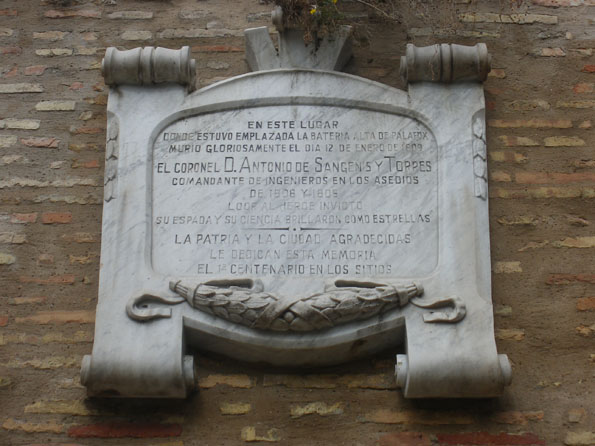 EN ESTE LUGAR
DONDE ESTUVO EMPLAZADA LA BATERIA ALTA DE PALAFOX
MURIO GLORIOSAMENTE EL DIA 12 DE ENERO DE 1809
EL CORONEL D. ANTONIO DE SANGENIS Y TORRES
COMANDANTE DE INGENIEROS EN LOS ASEDIOS
DE 1808 Y 1809
LOOR AL HEROE INVICTO
SU ESPADA Y SU CIENCIA BRILLARON COMO ESTRELLAS
LA PATRIA Y LA CIUDAD AGRADECIDAS
LE DEDICAN ESTA MEMORIA
EL CENTENARIO EN LOS SITIOS